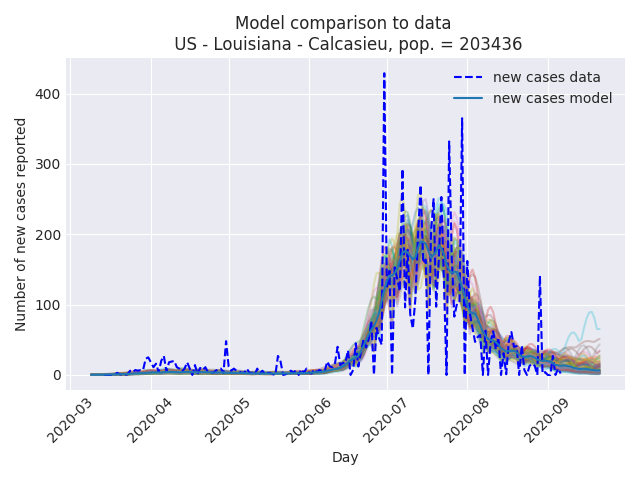 Model comparison to data
US - Louisiana - Calcasieu, pop. = 203436
new cases data
new cases model
Number of new cases reported
400
300
200
100
0
2020-03
2020-04
2020-05
2020-06
2020-07
2020-08
2020-09
Day